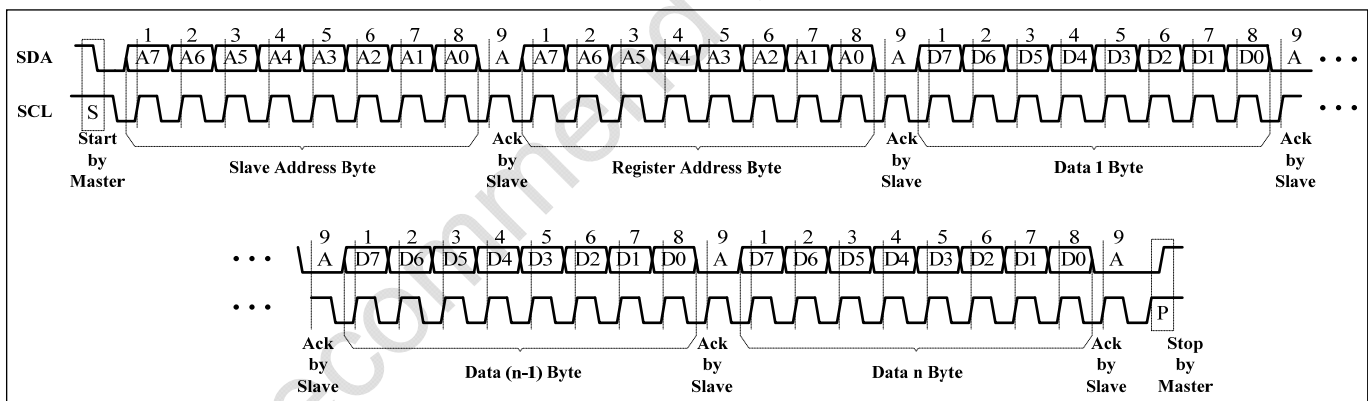 1 2 3 4 5 6 7 8 9 1 2 3 4 5 6 7 8 9 1 2 3 4 5 6 7 8 9
SDA A7 A6 A5 A4 A3 A2 A1 A0 A A7 A6 A5 A4 A3 A2 A1 A0 A D7 D6 D5 D4 D3 D2 D1 D0 A • • •
SCL S • • •
Start by Master
Slave Address Byte
Ack by Slave
Register Address Byte
Ack by Slave
Data 1 Byte
Ack by Slave
9 1 2 3 4 5 6 7 8 9 1 2 3 4 5 6 7 8 9
• • • A D7 D6 D5 D4 D3 D2 D1 D0 A D7 D6 D5 D4 D3 D2 D1 D0 A
• • • P
Ack by Slave
Data (n-1) Byte
Ack by Slave
Data n Byte
Ack by Slave
Stop by Master